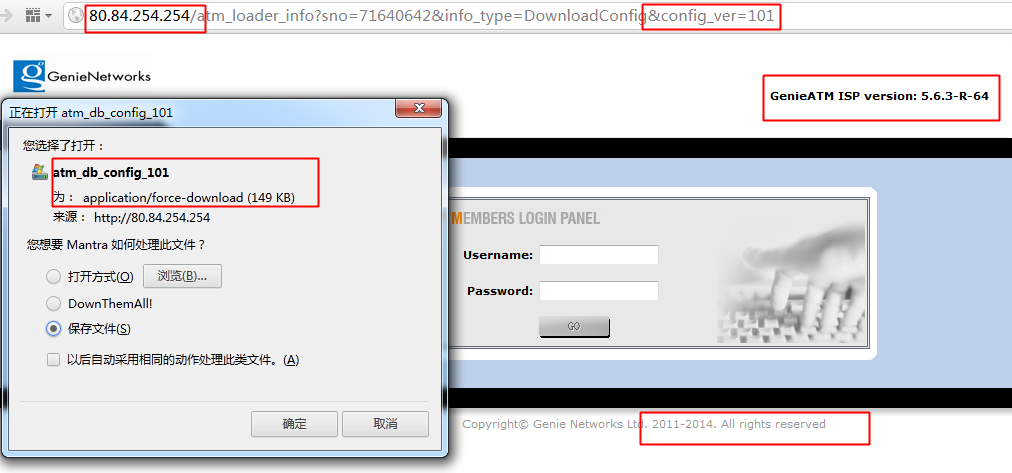 80.84.254.254/atm_loader_info?sno=71640642&info_type=DownloadConfig&config_ver=101
GenieNetworks
GenieATM ISP version: 5.6.3-R-64
正在打开 atm_db_config_101
您选择了打开：
atm_db_config_101
为： application/force-download (149 KB)
来源： http://80.84.254.254
您想要 Mantra 如何处理此文件？
打开方式(O) 浏览(B)...
DownThemAll!
保存文件(S)
以后自动采用相同的动作处理此类文件。(A)
确定 取消
MEMBERS LOGIN PANEL
Username:
Password:
GO
Copyright© Genie Networks Ltd. 2011-2014. All rights reserved